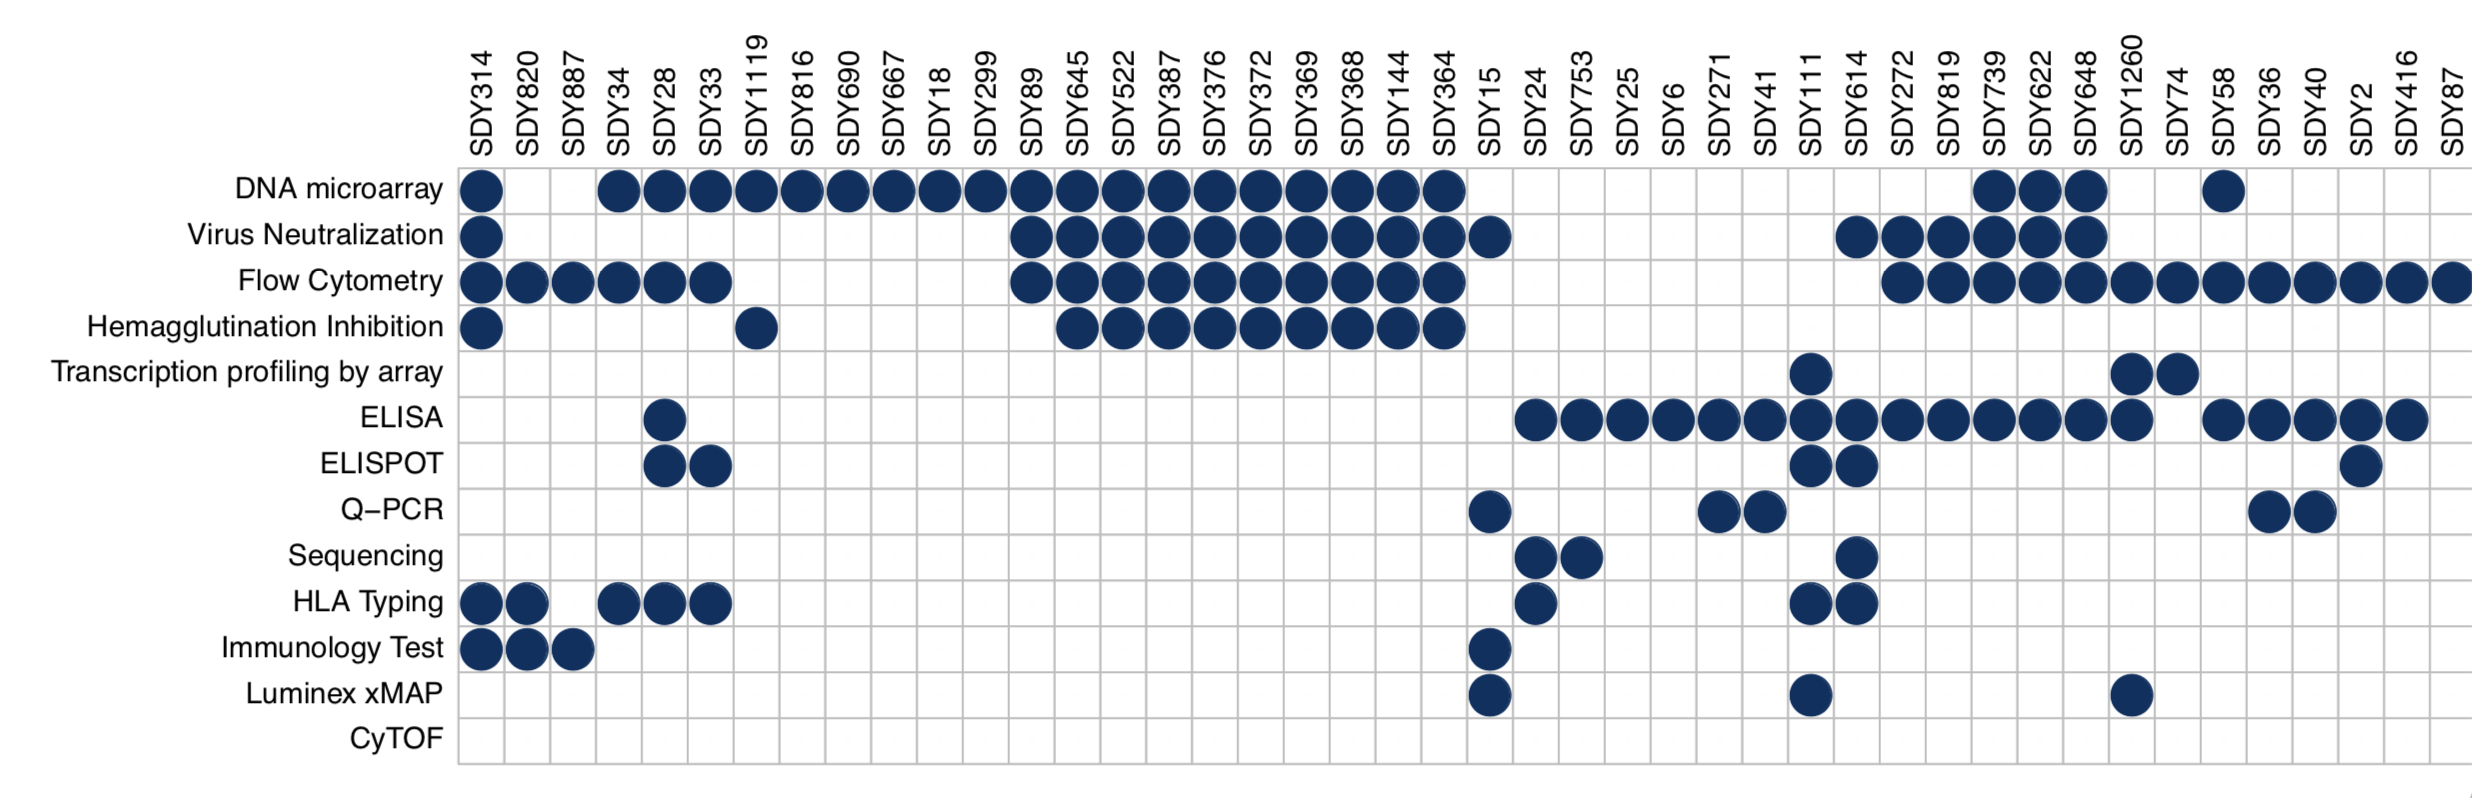 SDY314
SDY820
SDY887
SDY34
SDY28
SDY33
SDY1119
SDY816
SDY690
SDY667
SDY18
SDY299
SDY89
SDY645
SDY522
SDY387
SDY376
SDY372
SDY369
SDY368
SDY144
SDY364
SDY15
SDY24
SDY753
SDY25
SDY6
SDY271
SDY41
SDY111
SDY614
SDY272
SDY819
SDY739
SDY622
SDY648
SDY1260
SDY74
SDY58
SDY36
SDY40
SDY2
SDY416
SDY87
DNA microarray
Virus Neutralization
Flow Cytometry
Hemagglutination Inhibition
Transcription profiling by array
ELISA
ELISPOT
Q−PCR
Sequencing
HLA Typing
Immunology Test
Luminex xMAP
CyTOF